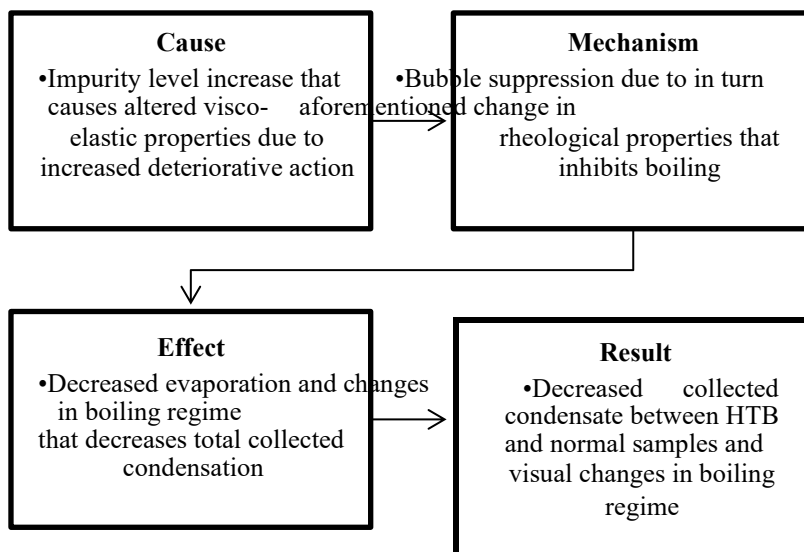 Cause
•Impurity level increase that
causes altered visco-
elastic properties due to
increased deteriorative action
Mechanism
•Bubble suppression due to in turn
aforementioned change in
rheological properties that
inhibits boiling
Effect
•Decreased evaporation and changes
in boiling regime
that decreases total collected
condensation
Result
•Decreased collected
condensate between HTB
and normal samples and
visual changes in boiling
regime